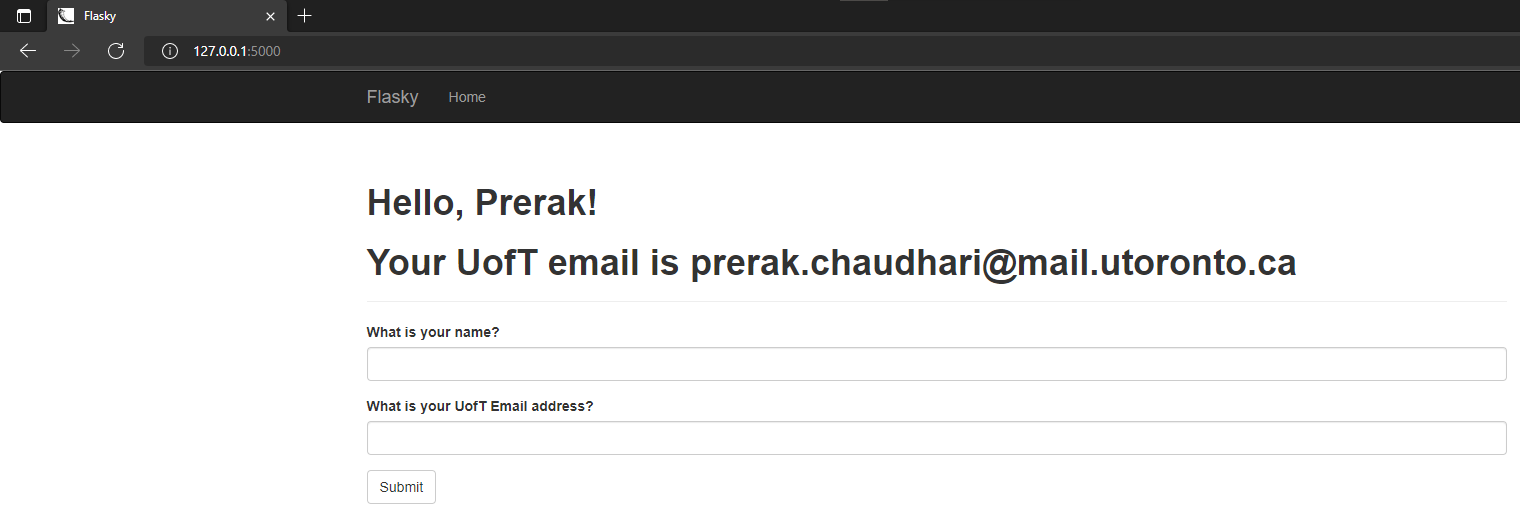 Flasky
127.0.0.1:5000
Flasky Home
Hello, Prerak!
Your UofT email is prerak.chaudhari@mail.utoronto.ca
What is your name?
What is your UofT Email address?
Submit